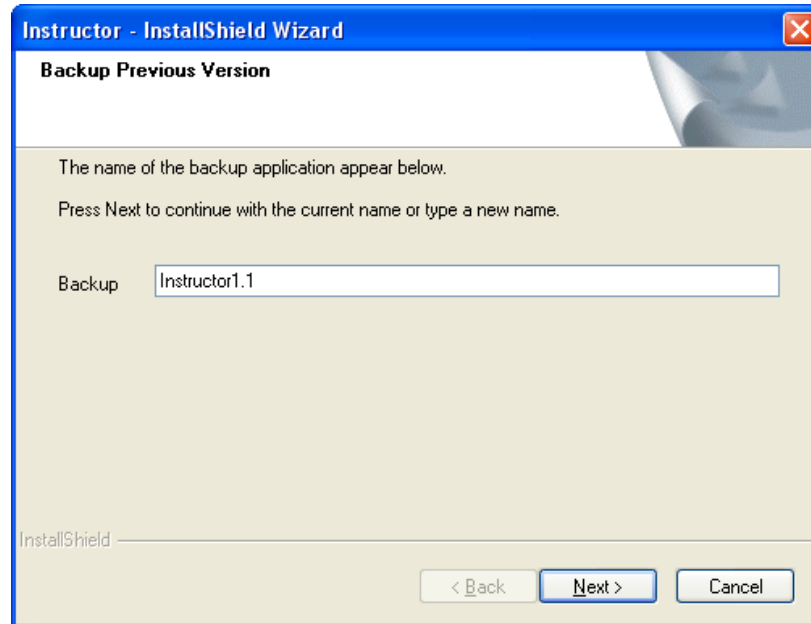 Instructor - InstallShield Wizard
Backup Previous Version
The name of the backup application appear below.
Press Next to continue with the current name or type a new name.
Backup Instructor1.1
InstallShield
< Back Next > Cancel